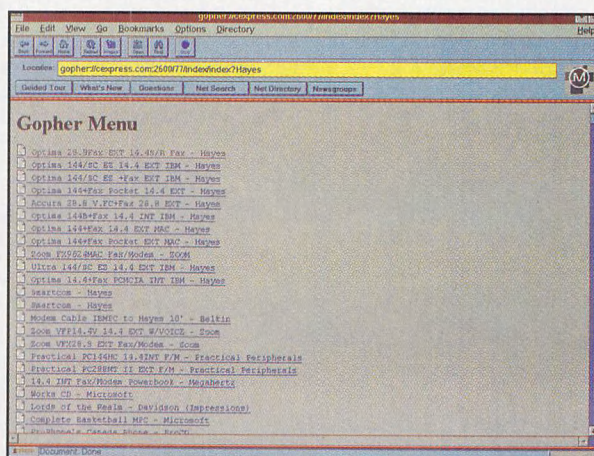 gopher://cexpress.com:2600/77/index/index?Hayes
File Edit View Go Bookmarks Options Directory Help
Location: gopher://cexpress.com:2600/77/index/index?Hayes
Guided Tour What's New Questions Net Search Net Directory Newsgroups
Gopher Menu
Optima 28.8Fax EXT 14.4S/R Fax - Hayes
Optima 144/SC EZ 14.4 EXT IBM - Hayes
Optima 144/SC EZ +Fax EXT IBM - Hayes
Optima 144+Fax Pocket 14.4 EXT - Hayes
Accura 28.8 V.FC+Fax 28.8 EXT - Hayes
Optima 144B+Fax 14.4 INT IBM - Hayes
Optima 144+Fax 14.4 EXT MAC - Hayes
Optima 144+Fax Pocket EXT MAC - Hayes
Zoom FX9624MAC Fax/Modem - ZOOM
Ultra 144/SC EZ 14.4 EXT IBM - Hayes
Optima 14.4+Fax PCMCIA INT IBM - Hayes
Smartcom - Hayes
Smartcom - Hayes
Modem Cable IBMPC to Hayes 10' - Belkin
Zoom VFP14.4V 14.4 EXT W/VOICE - Zoom
Zoom VFX28.8 EXT Fax/Modem - Zoom
Practical PC144HC 14.4INT F/M - Practical Peripherals
Practical PC288MT II EXT F/M - Practical Peripherals
14.4 INT Fax/Modem Powerbook - Megahertz
Works CD - Microsoft
Lords of the Realm - Davidson (Impressions)
Complete Basketball MPC - Microsoft
ProPhone's Canada Phone - ProCD
Document: Done